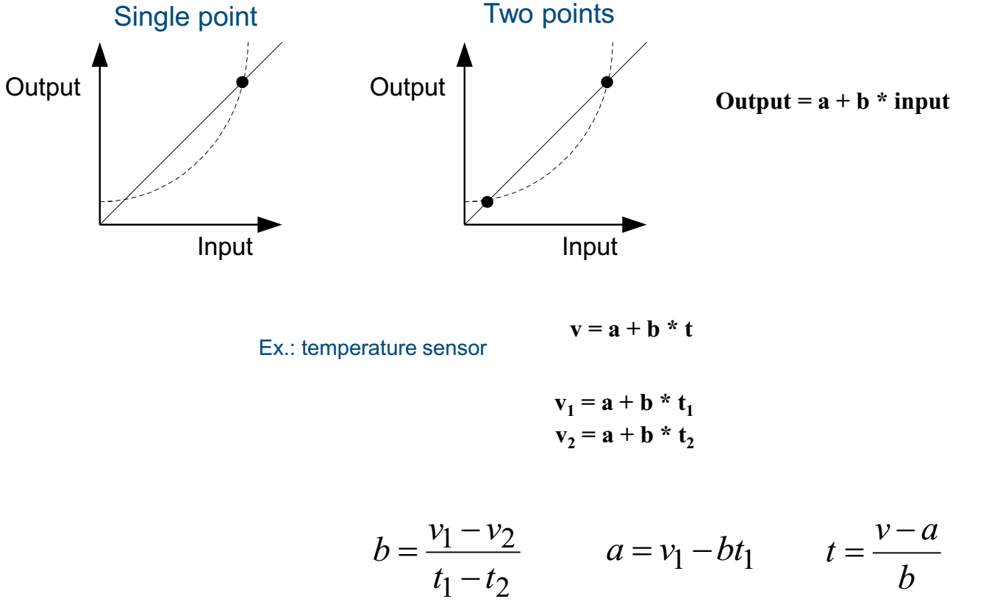 Single point
Two points
Output
Output
Output = a + b * input
Input
Input
v = a + b * t
Ex.: temperature sensor
v₁ = a + b * t₁
v₂ = a + b * t₂
b = (v₁ − v₂) / (t₁ − t₂)
a = v₁ − bt₁
t = (v − a) / b